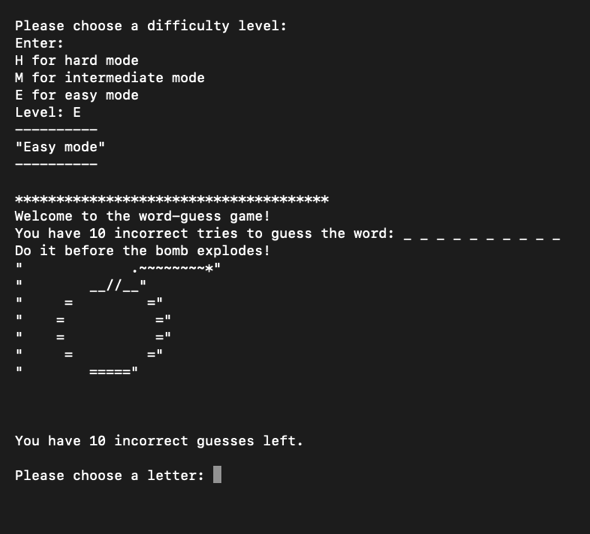 Please choose a difficulty level:
Enter:
H for hard mode
M for intermediate mode
E for easy mode
Level: E
----------
"Easy mode"
----------

**************************************
Welcome to the word-guess game!
You have 10 incorrect tries to guess the word: _ _ _ _ _ _ _ _ _ _
Do it before the bomb explodes!
"             .~~~~~~~~*"
"        __//__"
"     =         ="
"    =           ="
"    =           ="
"     =         ="
"        ====="

You have 10 incorrect guesses left.

Please choose a letter: